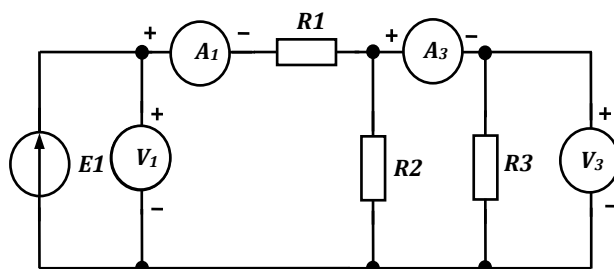 + A1 - R1 + A3 -
+ +
E1 V1 R2 R3 V3
- -